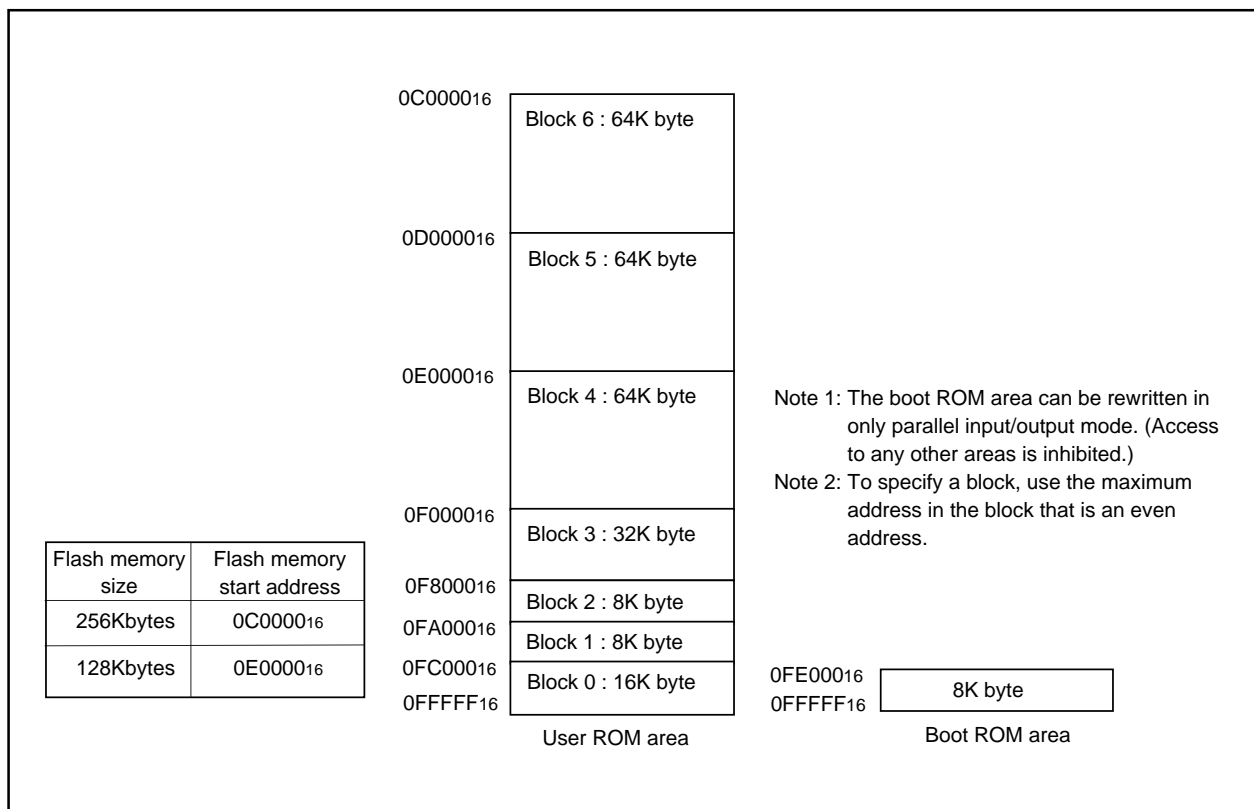 0C000016
Block 6 : 64K byte
0D000016
Block 5 : 64K byte
0E000016
Block 4 : 64K byte
0F000016
Block 3 : 32K byte
0F800016
Block 2 : 8K byte
0FA00016
Block 1 : 8K byte
0FC00016
Block 0 : 16K byte
0FFFFF16
User ROM area
Flash memory size
Flash memory start address
256Kbytes
0C000016
128Kbytes
0E000016
Note 1: The boot ROM area can be rewritten in
only parallel input/output mode. (Access
to any other areas is inhibited.)
Note 2: To specify a block, use the maximum
address in the block that is an even
address.
0FE00016
0FFFFF16
8K byte
Boot ROM area